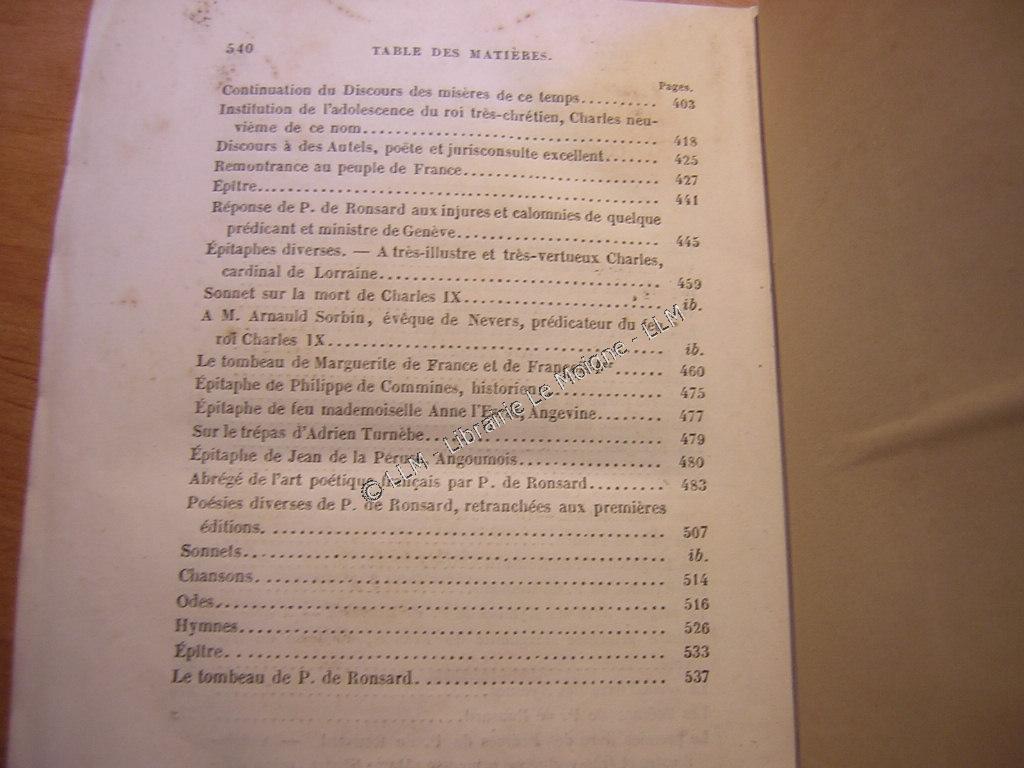 540
TABLE DES MATIÈRES.
Pages.
Continuation du Discours des misères de ce temps.......... 403
Institution de l'adolescence du roi très-chrétien, Charles neu-
vième de ce nom........................................ 418
Discours à des Autels, poëte et jurisconsulte excellent....... 425
Remontrance au peuple de France........................... 427
Epître.................................................... 441
Réponse de P. de Ronsard aux injures et calomnies de quelque
prédicant et ministre de Genève.......................... 445
Épitaphes diverses. — A très-illustre et très-vertueux Charles,
cardinal de Lorraine..................................... 459
Sonnet sur la mort de Charles IX.......................... ib.
A M. Arnauld Sorbin, évêque de Nevers, prédicateur du
roi Charles IX........................................... ib.
Le tombeau de Marguerite de France et de ...... 460
Épitaphe de Philippe de Commines, historien 475
Épitaphe de feu mademoiselle Anne Angevine........ 477
Sur le trépas d'Adrien Turnèbe............................ 479
Épitaphe de Jean de la Angoumois.................. 480
Abrégé de l'art poétique français par P. de Ronsard......... 483
Poésies diverses de P. de Ronsard, retranchées aux premières
éditions................................................. 507
Sonnets................................................... ib.
Chansons.................................................. 514
Odes...................................................... 516
Hymnes.................................................... 526
Épître.................................................... 533
Le tombeau de P. de Ronsard............................... 537
© LLM - Librairie Le Moigne - LLM